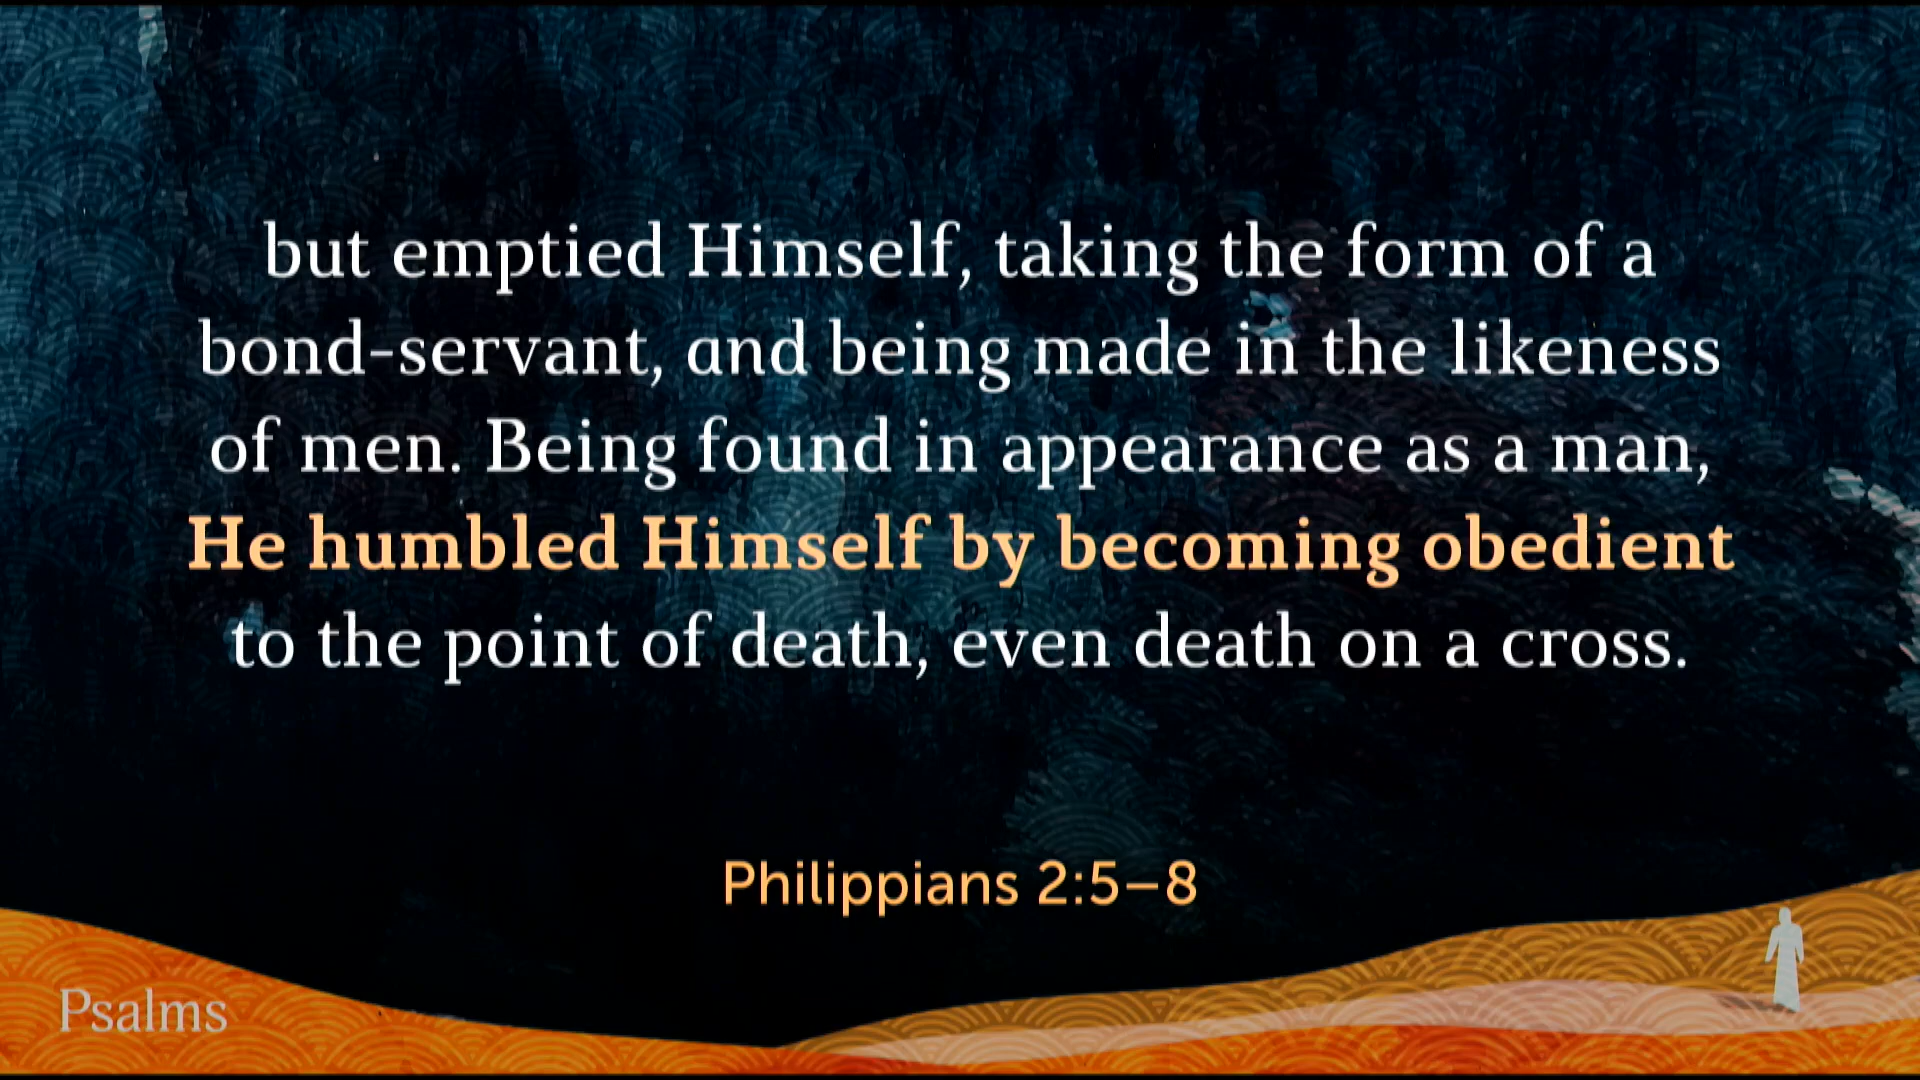 but emptied Himself, taking the form of a
bond-servant, and being made in the likeness
of men. Being found in appearance as a man,
He humbled Himself by becoming obedient
to the point of death, even death on a cross.
Philippians 2:5–8
Psalms